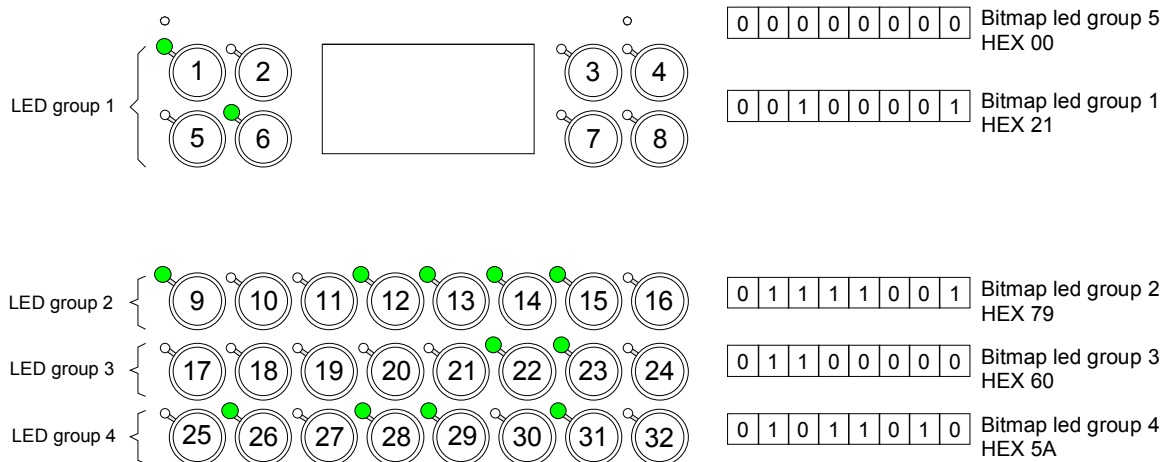 0 0 0 0 0 0 0 0 Bitmap led group 5
HEX 00
1 2 3 4
LED group 1
0 0 1 0 0 0 0 1 Bitmap led group 1
HEX 21
5 6 7 8
LED group 2
9 10 11 12 13 14 15 16
0 1 1 1 1 0 0 1 Bitmap led group 2
HEX 79
LED group 3
17 18 19 20 21 22 23 24
0 1 1 0 0 0 0 0 Bitmap led group 3
HEX 60
LED group 4
25 26 27 28 29 30 31 32
0 1 0 1 1 0 1 0 Bitmap led group 4
HEX 5A